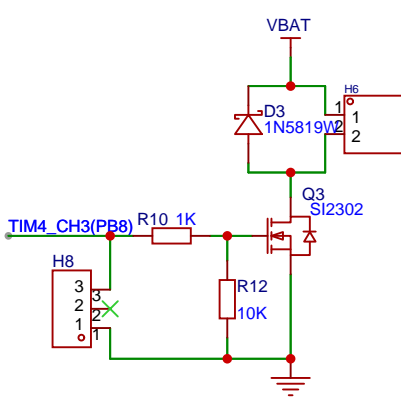 VBAT
H6
D3
1N5819W
1
2
1
2
Q3
SI2302
TIM4_CH3(PB8)
R10 1K
H8
3
2
1
3
2
1
R12
10K